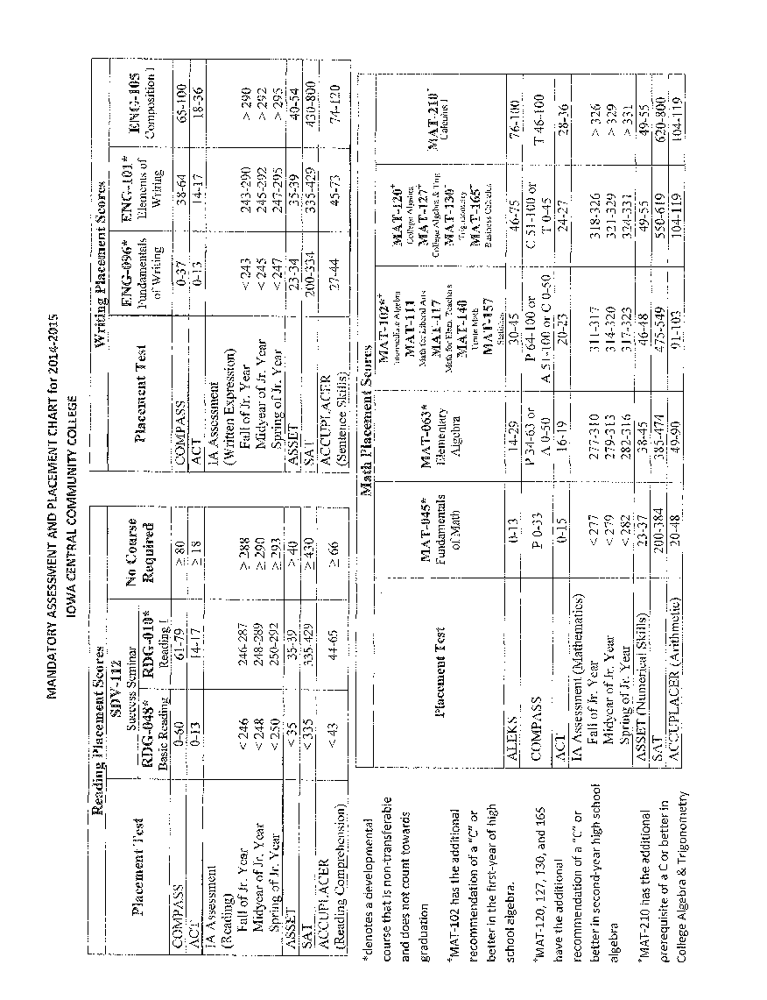 MANDATORY ASSESSMENT AND PLACEMENT CHART for 2014-2015
IOWA CENTRAL COMMUNITY COLLEGE
Reading Placement Scores
Placement Test
SDV-112
Success Seminar
No Course
Required
RDG-048*
Basic Reading
RDG-010*
Reading I
COMPASS 0-60 61-79 ≥ 80
ACT 0-13 14-17 ≥ 18
IA Assessment
(Reading)
Fall of Jr. Year < 246 246-287 ≥ 288
Midyear of Jr. Year < 248 248-289 ≥ 290
Spring of Jr. Year < 250 250-292 ≥ 293
ASSET < 35 35-39 ≥ 40
SAT < 335 335-429 ≥ 430
ACCUPLACER
(Reading Comprehension) < 43 44-65 ≥ 66
Writing Placement Scores
Placement Test
ENG-096*
Fundamentals
of Writing
ENG-101*
Elements of
Writing
ENG-105
Composition I
COMPASS 0-37 38-64 65-100
ACT 0-13 14-17 18-36
IA Assessment
(Written Expression)
Fall of Jr. Year < 243 243-290 > 290
Midyear of Jr. Year < 245 245-292 > 292
Spring of Jr. Year < 247 247-295 > 295
ASSET 23-34 35-39 40-54
SAT 200-334 335-429 430-800
ACCUPLACER
(Sentence Skills) 27-44 45-73 74-120
*denotes a developmental
course that is non-transferable
and does not count towards
graduation
⁺MAT-102 has the additional
recommendation of a "C" or
better in the first-year of high
school algebra.
⁺MAT-120, 127, 130, and 165
have the additional
recommendation of a "C" or
better in second-year high school
algebra
⁺MAT-210 has the additional
prerequisite of a C or better in
College Algebra & Trigonometry
Math Placement Scores
Placement Test
MAT-045*
Fundamentals
of Math
MAT-063*
Elementary
Algebra
MAT-102*⁺
Intermediate Algebra
MAT-111
Math for Liberal Arts
MAT-117
Math for Elem. Teachers
MAT-140
Finite Math
MAT-157
Statistics
MAT-120⁺
College Algebra
MAT-127⁺
College Algebra & Trig
MAT-130⁺
Trigonometry
MAT-165⁺
Business Calculus
MAT-210⁺
Calculus I
ALEKS 0-13 14-29 30-45 46-75 76-100
COMPASS P 0-33 P 34-63 or A 0-50 P 64-100 or A 51-100 or C 0-50 C 51-100 or T 0-45 T 46-100
ACT 0-15 16-19 20-23 24-27 28-36
IA Assessment (Mathematics)
Fall of Jr. Year < 277 277-310 311-317 318-326 > 326
Midyear of Jr. Year < 279 279-313 314-320 321-329 > 329
Spring of Jr. Year < 282 282-316 317-323 324-331 > 331
ASSET (Numerical Skills) 23-37 38-45 46-48 49-55 49-55
SAT 200-384 385-474 475-549 550-619 620-800
ACCUPLACER (Arithmetic) 20-48 49-90 91-103 104-119 104-119